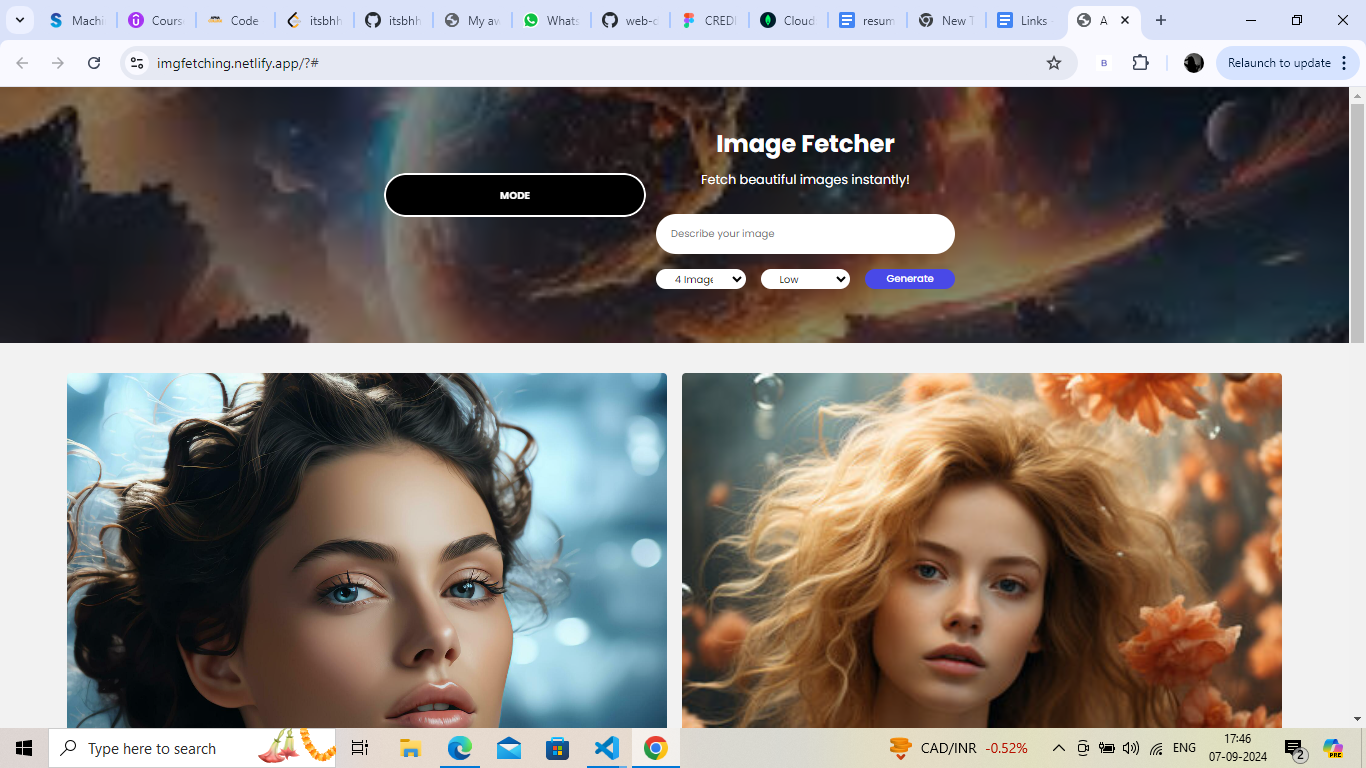 Machi
Cours
Code
itsbhh
itsbhh
My aw
Whats
web-d
CREDI
Cloud
resum
New T
Links -
A
imgfetching.netlify.app/?#
B
Relaunch to update
Image Fetcher
Fetch beautiful images instantly!
MODE
Describe your image
4 Image
Low
Generate
Type here to search
CAD/INR -0.52%
ENG
17:46
07-09-2024
2
PRE